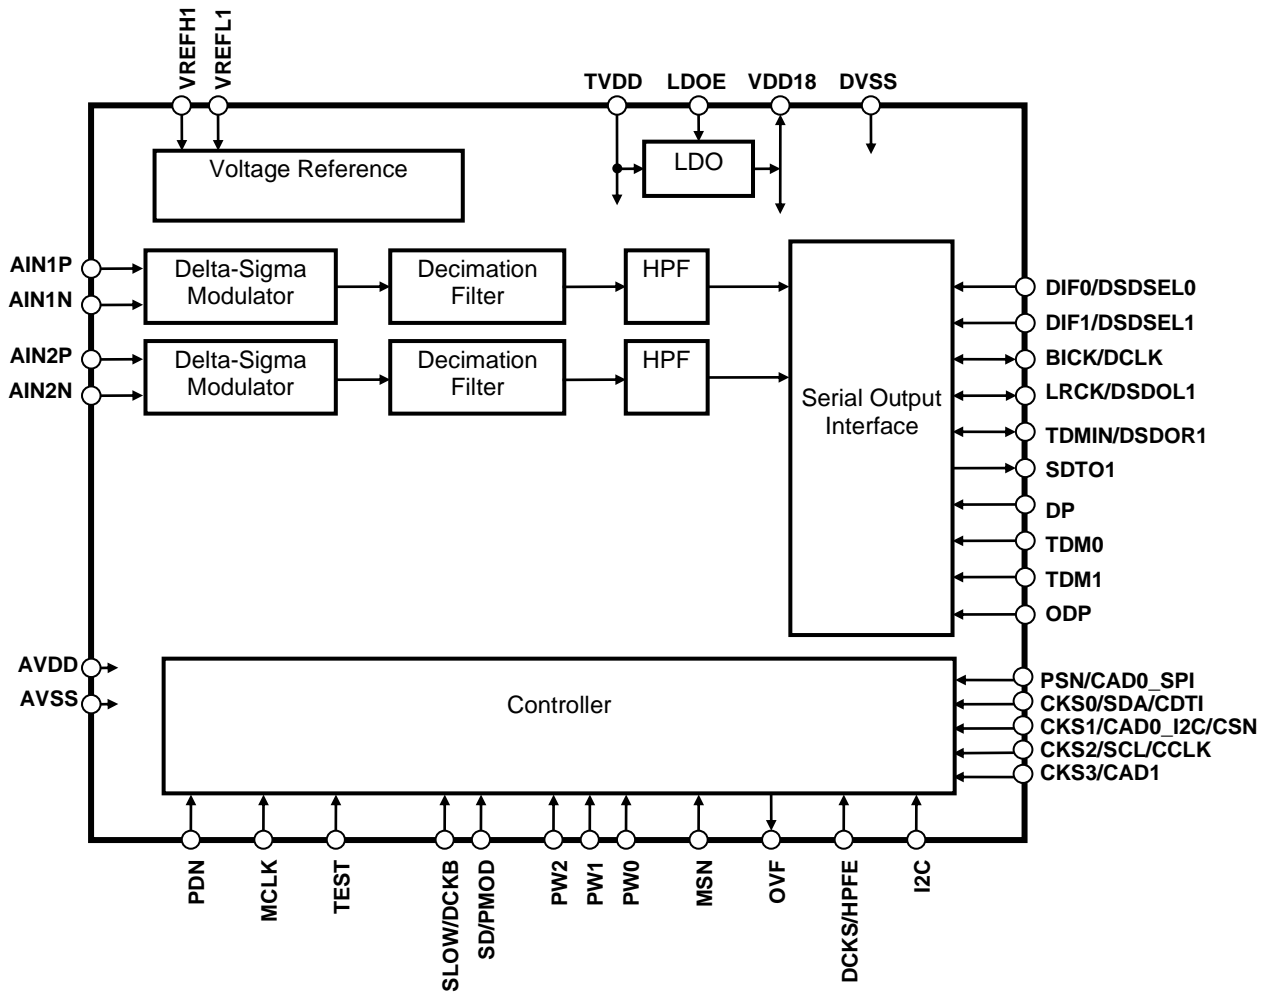 VREFH1
VREFL1
TVDD
LDOE
VDD18
DVSS
Voltage Reference
LDO
AIN1P
AIN1N
AIN2P
AIN2N
Delta-Sigma
Modulator
Decimation
Filter
HPF
Delta-Sigma
Modulator
Decimation
Filter
HPF
Serial Output
Interface
DIF0/DSDSEL0
DIF1/DSDSEL1
BICK/DCLK
LRCK/DSDOL1
TDMIN/DSDOR1
SDTO1
DP
TDM0
TDM1
ODP
AVDD
AVSS
Controller
PSN/CAD0_SPI
CKS0/SDA/CDTI
CKS1/CAD0_I2C/CSN
CKS2/SCL/CCLK
CKS3/CAD1
PDN
MCLK
TEST
SLOW/DCKB
SD/PMOD
PW2
PW1
PW0
MSN
OVF
DCKS/HPFE
I2C